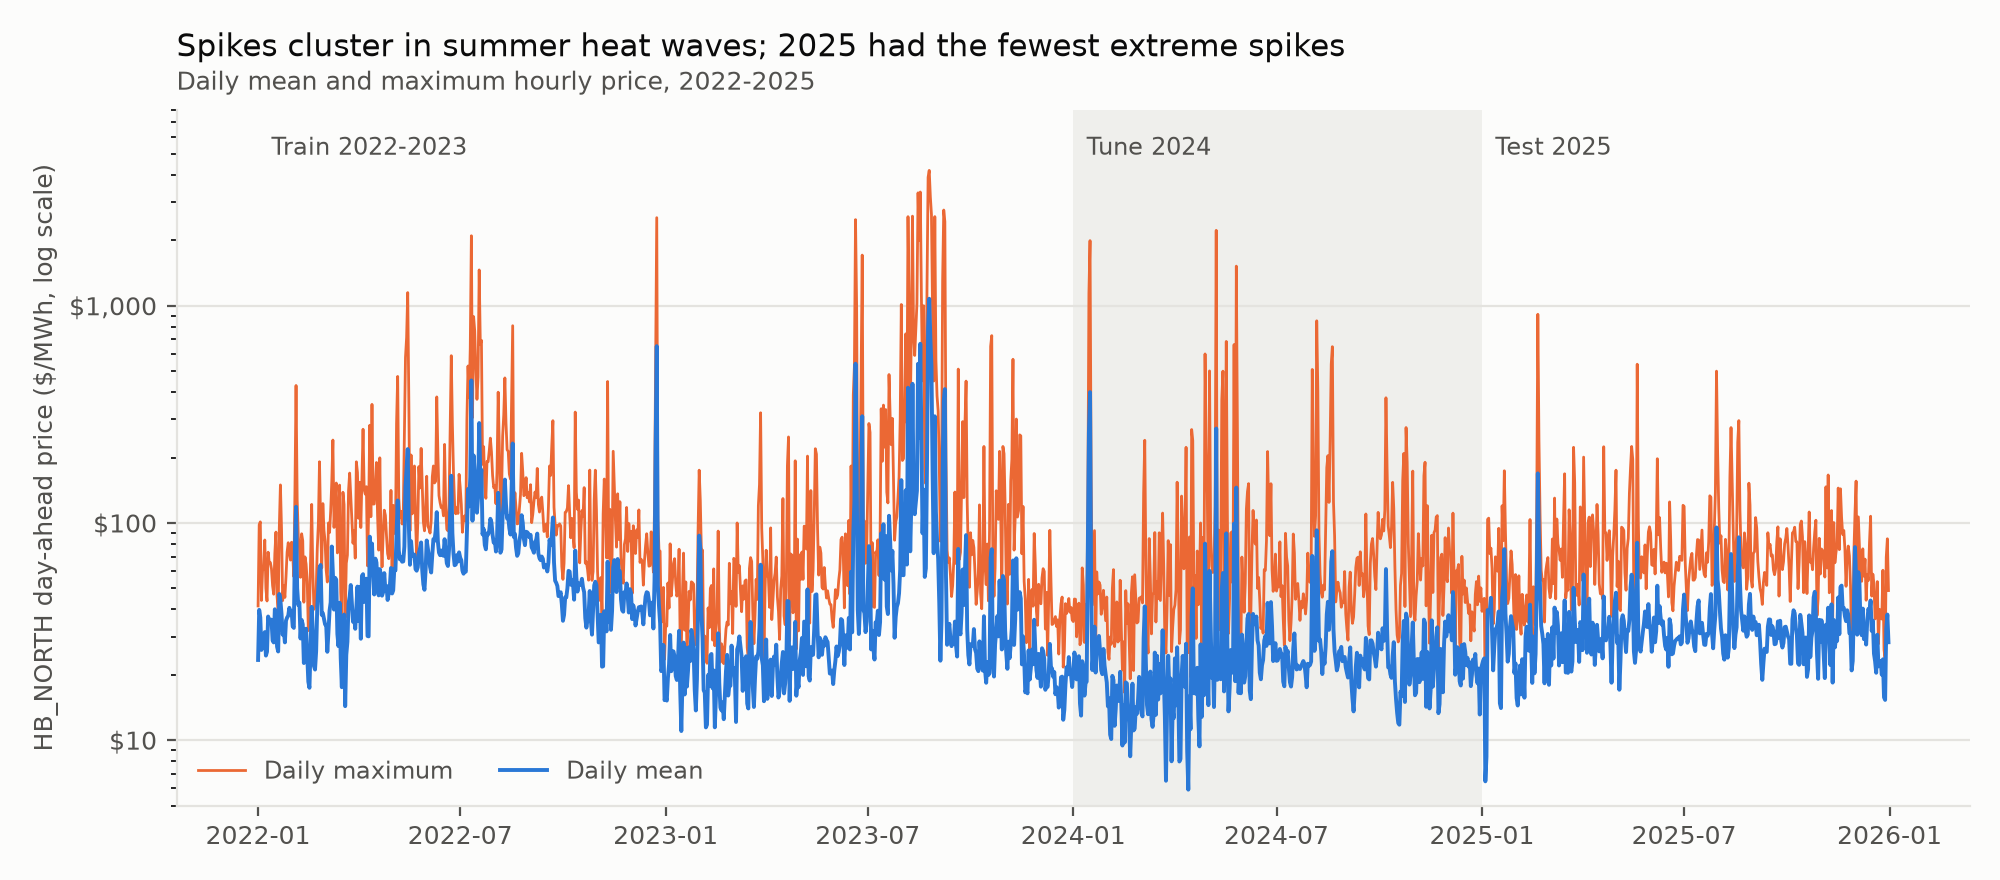 Spikes cluster in summer heat waves; 2025 had the fewest extreme spikes
Daily mean and maximum hourly price, 2022-2025
Train 2022-2023
Tune 2024
Test 2025
HB_NORTH day-ahead price ($/MWh, log scale)
$1,000
$100
$10
Daily maximum
Daily mean
2022-01
2022-07
2023-01
2023-07
2024-01
2024-07
2025-01
2025-07
2026-01